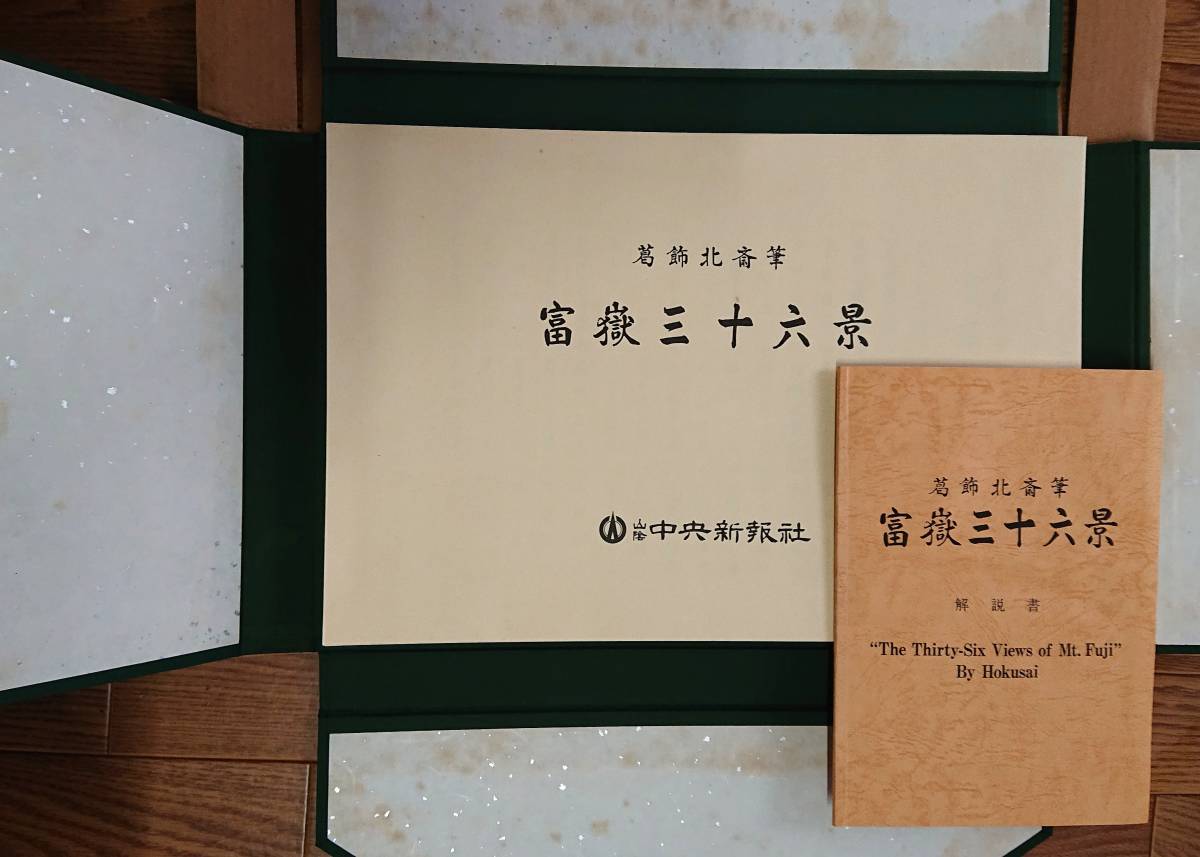 葛飾北斎筆
富嶽三十六景
山陰中央新報社
葛飾北斎筆
富嶽三十六景
解説書
“The Thirty-Six Views of Mt. Fuji”
By Hokusai